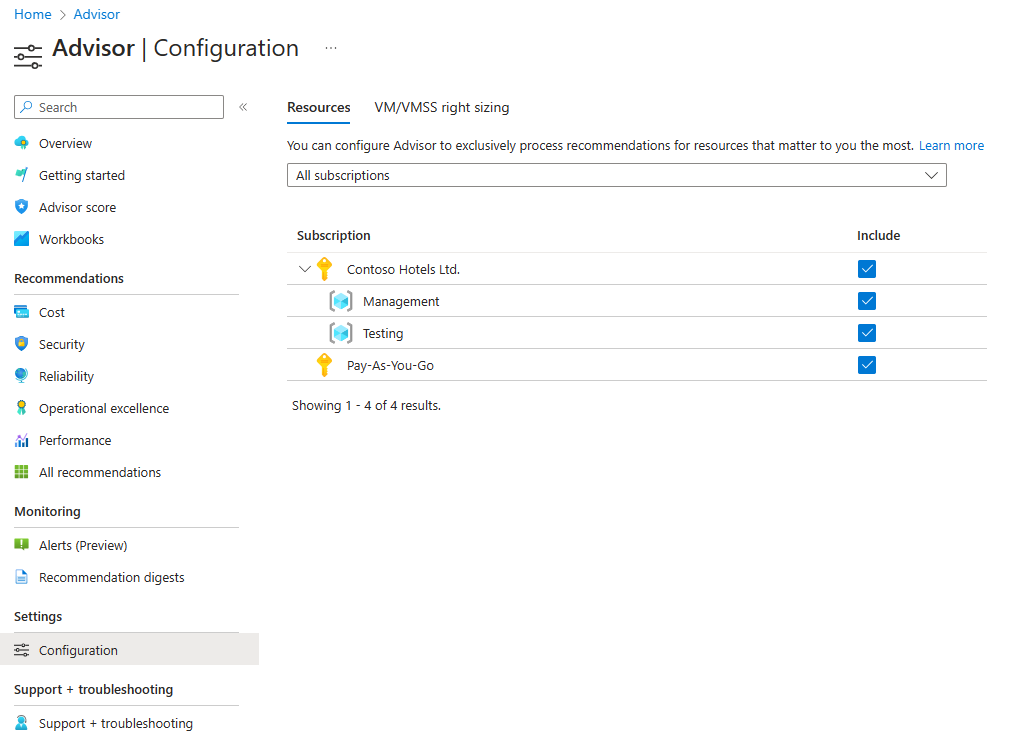 Home > Advisor
Advisor | Configuration ...
Search «
Overview
Getting started
Advisor score
Workbooks
Recommendations
Cost
Security
Reliability
Operational excellence
Performance
All recommendations
Monitoring
Alerts (Preview)
Recommendation digests
Settings
Configuration
Support + troubleshooting
Support + troubleshooting
Resources VM/VMSS right sizing
You can configure Advisor to exclusively process recommendations for resources that matter to you the most. Learn more
All subscriptions
Subscription Include
Contoso Hotels Ltd.
Management
Testing
Pay-As-You-Go
Showing 1 - 4 of 4 results.